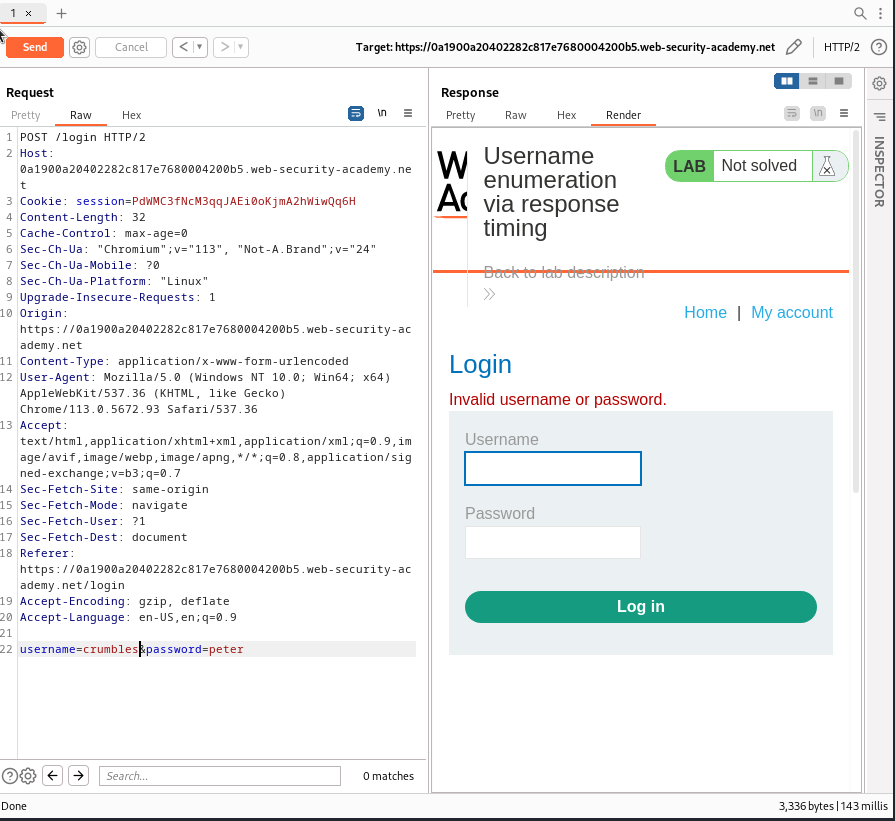 1 ×
+
Send
Cancel
< ▼
> ▼
Target: https://0a1900a20402282c817e7680004200b5.web-security-academy.net
HTTP/2
Request
Pretty
Raw
Hex
\n
1 POST /login HTTP/2
2 Host:
0a1900a20402282c817e7680004200b5.web-security-academy.ne
t
3 Cookie: session=PdWMC3fNcM3qqJAEi0oKjmA2hWiwQq6H
4 Content-Length: 32
5 Cache-Control: max-age=0
6 Sec-Ch-Ua: "Chromium";v="113", "Not-A.Brand";v="24"
7 Sec-Ch-Ua-Mobile: ?0
8 Sec-Ch-Ua-Platform: "Linux"
9 Upgrade-Insecure-Requests: 1
10 Origin:
https://0a1900a20402282c817e7680004200b5.web-security-ac
ademy.net
11 Content-Type: application/x-www-form-urlencoded
12 User-Agent: Mozilla/5.0 (Windows NT 10.0; Win64; x64)
AppleWebKit/537.36 (KHTML, like Gecko)
Chrome/113.0.5672.93 Safari/537.36
13 Accept:
text/html,application/xhtml+xml,application/xml;q=0.9,im
age/avif,image/webp,image/apng,*/*;q=0.8,application/sig
ned-exchange;v=b3;q=0.7
14 Sec-Fetch-Site: same-origin
15 Sec-Fetch-Mode: navigate
16 Sec-Fetch-User: ?1
17 Sec-Fetch-Dest: document
18 Referer:
https://0a1900a20402282c817e7680004200b5.web-security-ac
ademy.net/login
19 Accept-Encoding: gzip, deflate
20 Accept-Language: en-US,en;q=0.9
21
22 username=crumbles&password=peter
Search...
0 matches
Response
Pretty
Raw
Hex
Render
\n
W
Ac
Username
enumeration
via response
timing
LAB Not solved
Back to lab description
»
Home | My account
Login
Invalid username or password.
Username
Password
Log in
INSPECTOR
Done
3,336 bytes | 143 millis